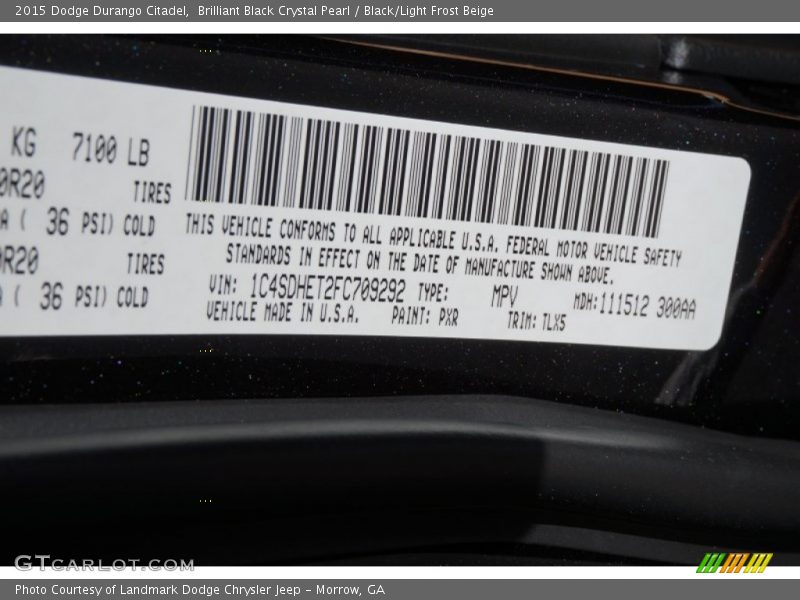 2015 Dodge Durango Citadel, Brilliant Black Crystal Pearl / Black/Light Frost Beige
KG 7100 LB
0R20 TIRES
A ( 36 PSI) COLD
0R20 TIRES
A ( 36 PSI) COLD
THIS VEHICLE CONFORMS TO ALL APPLICABLE U.S.A. FEDERAL MOTOR VEHICLE SAFETY
STANDARDS IN EFFECT ON THE DATE OF MANUFACTURE SHOWN ABOVE.
VIN: 1C4SDHET2FC709292 TYPE: MPV MDH: 111512 300AA
VEHICLE MADE IN U.S.A. PAINT: PXR TRIM: TLX5
GTCARLOT.COM
Photo Courtesy of Landmark Dodge Chrysler Jeep – Morrow, GA